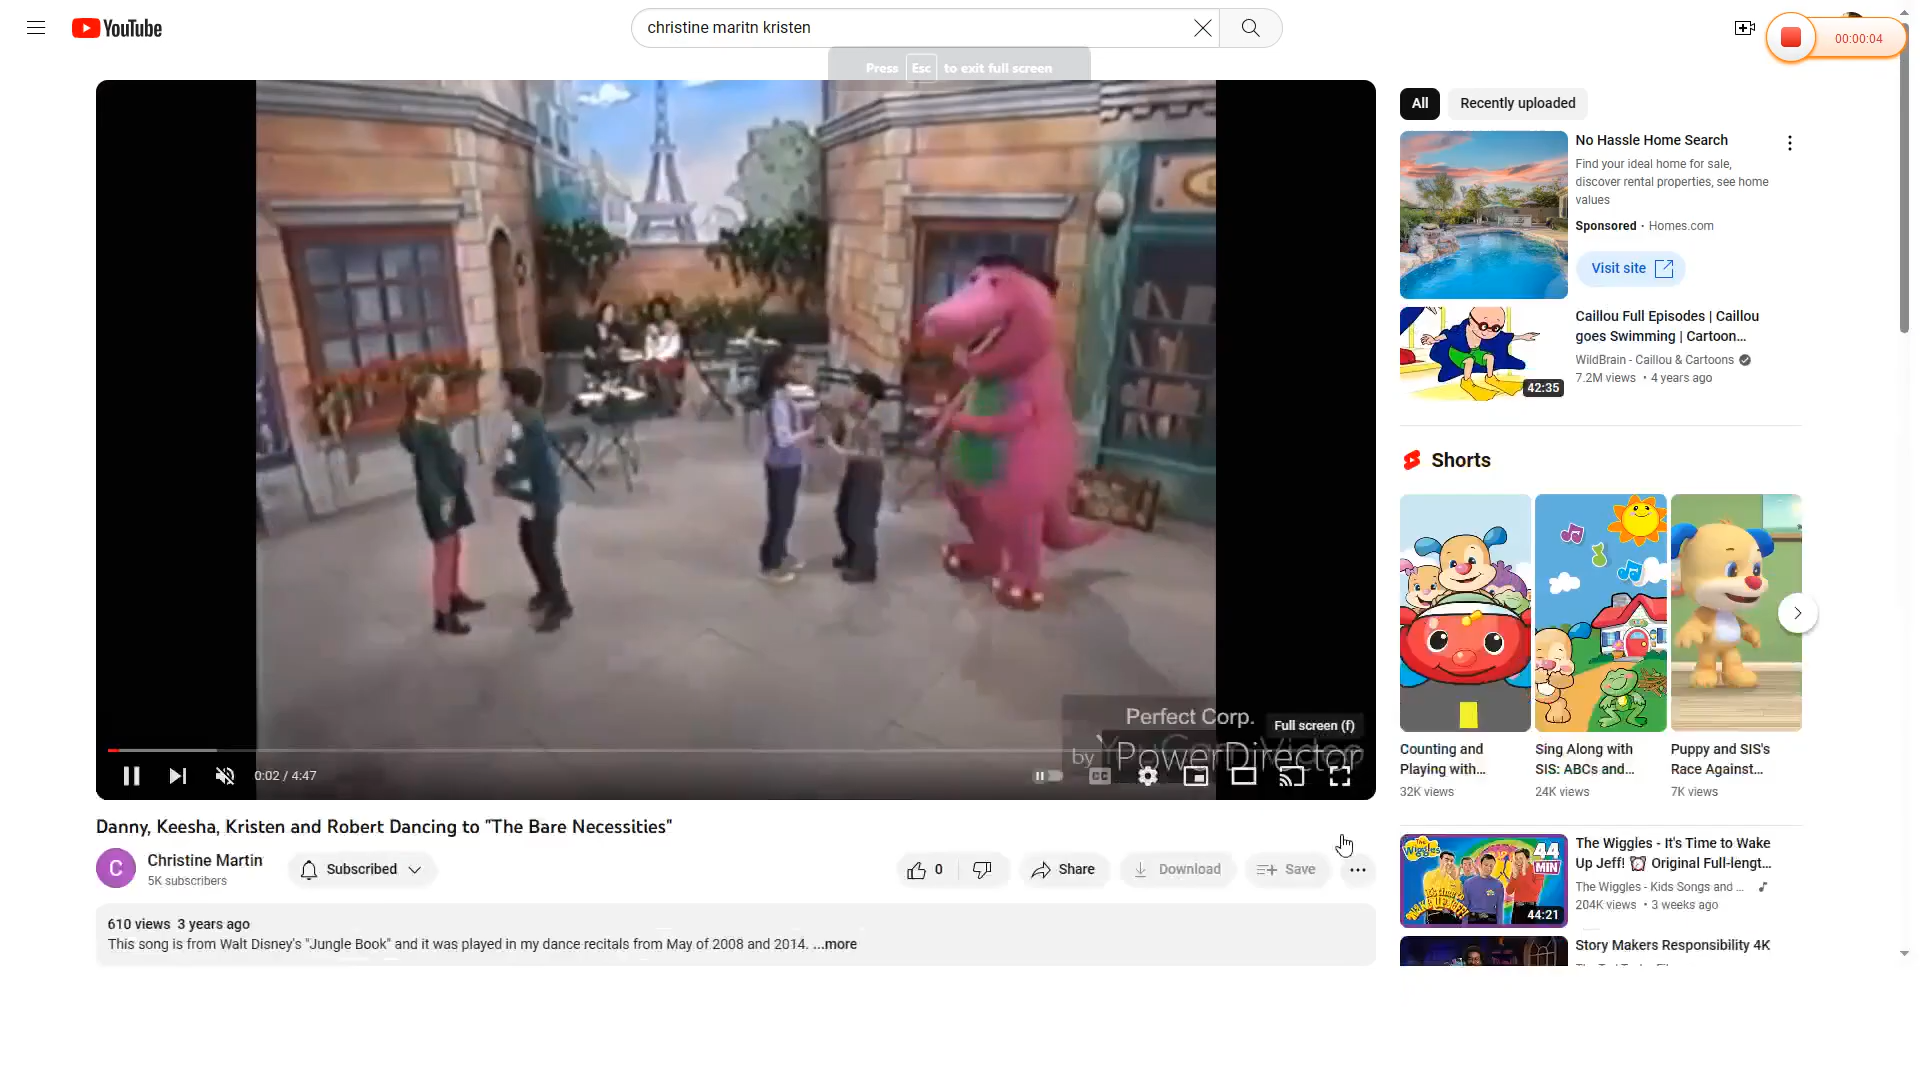 YouTube
christine maritn kristen
00:00:04
Press Esc to exit full screen
All
Recently uploaded
No Hassle Home Search
Find your ideal home for sale,
discover rental properties, see home
values
Sponsored · Homes.com
Visit site
Caillou Full Episodes | Caillou
goes Swimming | Cartoon...
WildBrain - Caillou & Cartoons
7.2M views • 4 years ago
42:35
Shorts
Perfect Corp.
Full screen (f)
by PowerDirector
0:02 / 4:47
CC
Counting and
Playing with...
32K views
Sing Along with
SIS: ABCs and...
24K views
Puppy and SIS's
Race Against...
7K views
Danny, Keesha, Kristen and Robert Dancing to "The Bare Necessities"
C
Christine Martin
5K subscribers
Subscribed
0
Share
Download
Save
610 views 3 years ago
This song is from Walt Disney's "Jungle Book" and it was played in my dance recitals from May of 2008 and 2014. ...more
The Wiggles
44
MIN
44:21
The Wiggles - It's Time to Wake
Up Jeff! ⏰ Original Full-lengt...
The Wiggles - Kids Songs and ...
204K views • 3 weeks ago
Story Makers Responsibility 4K